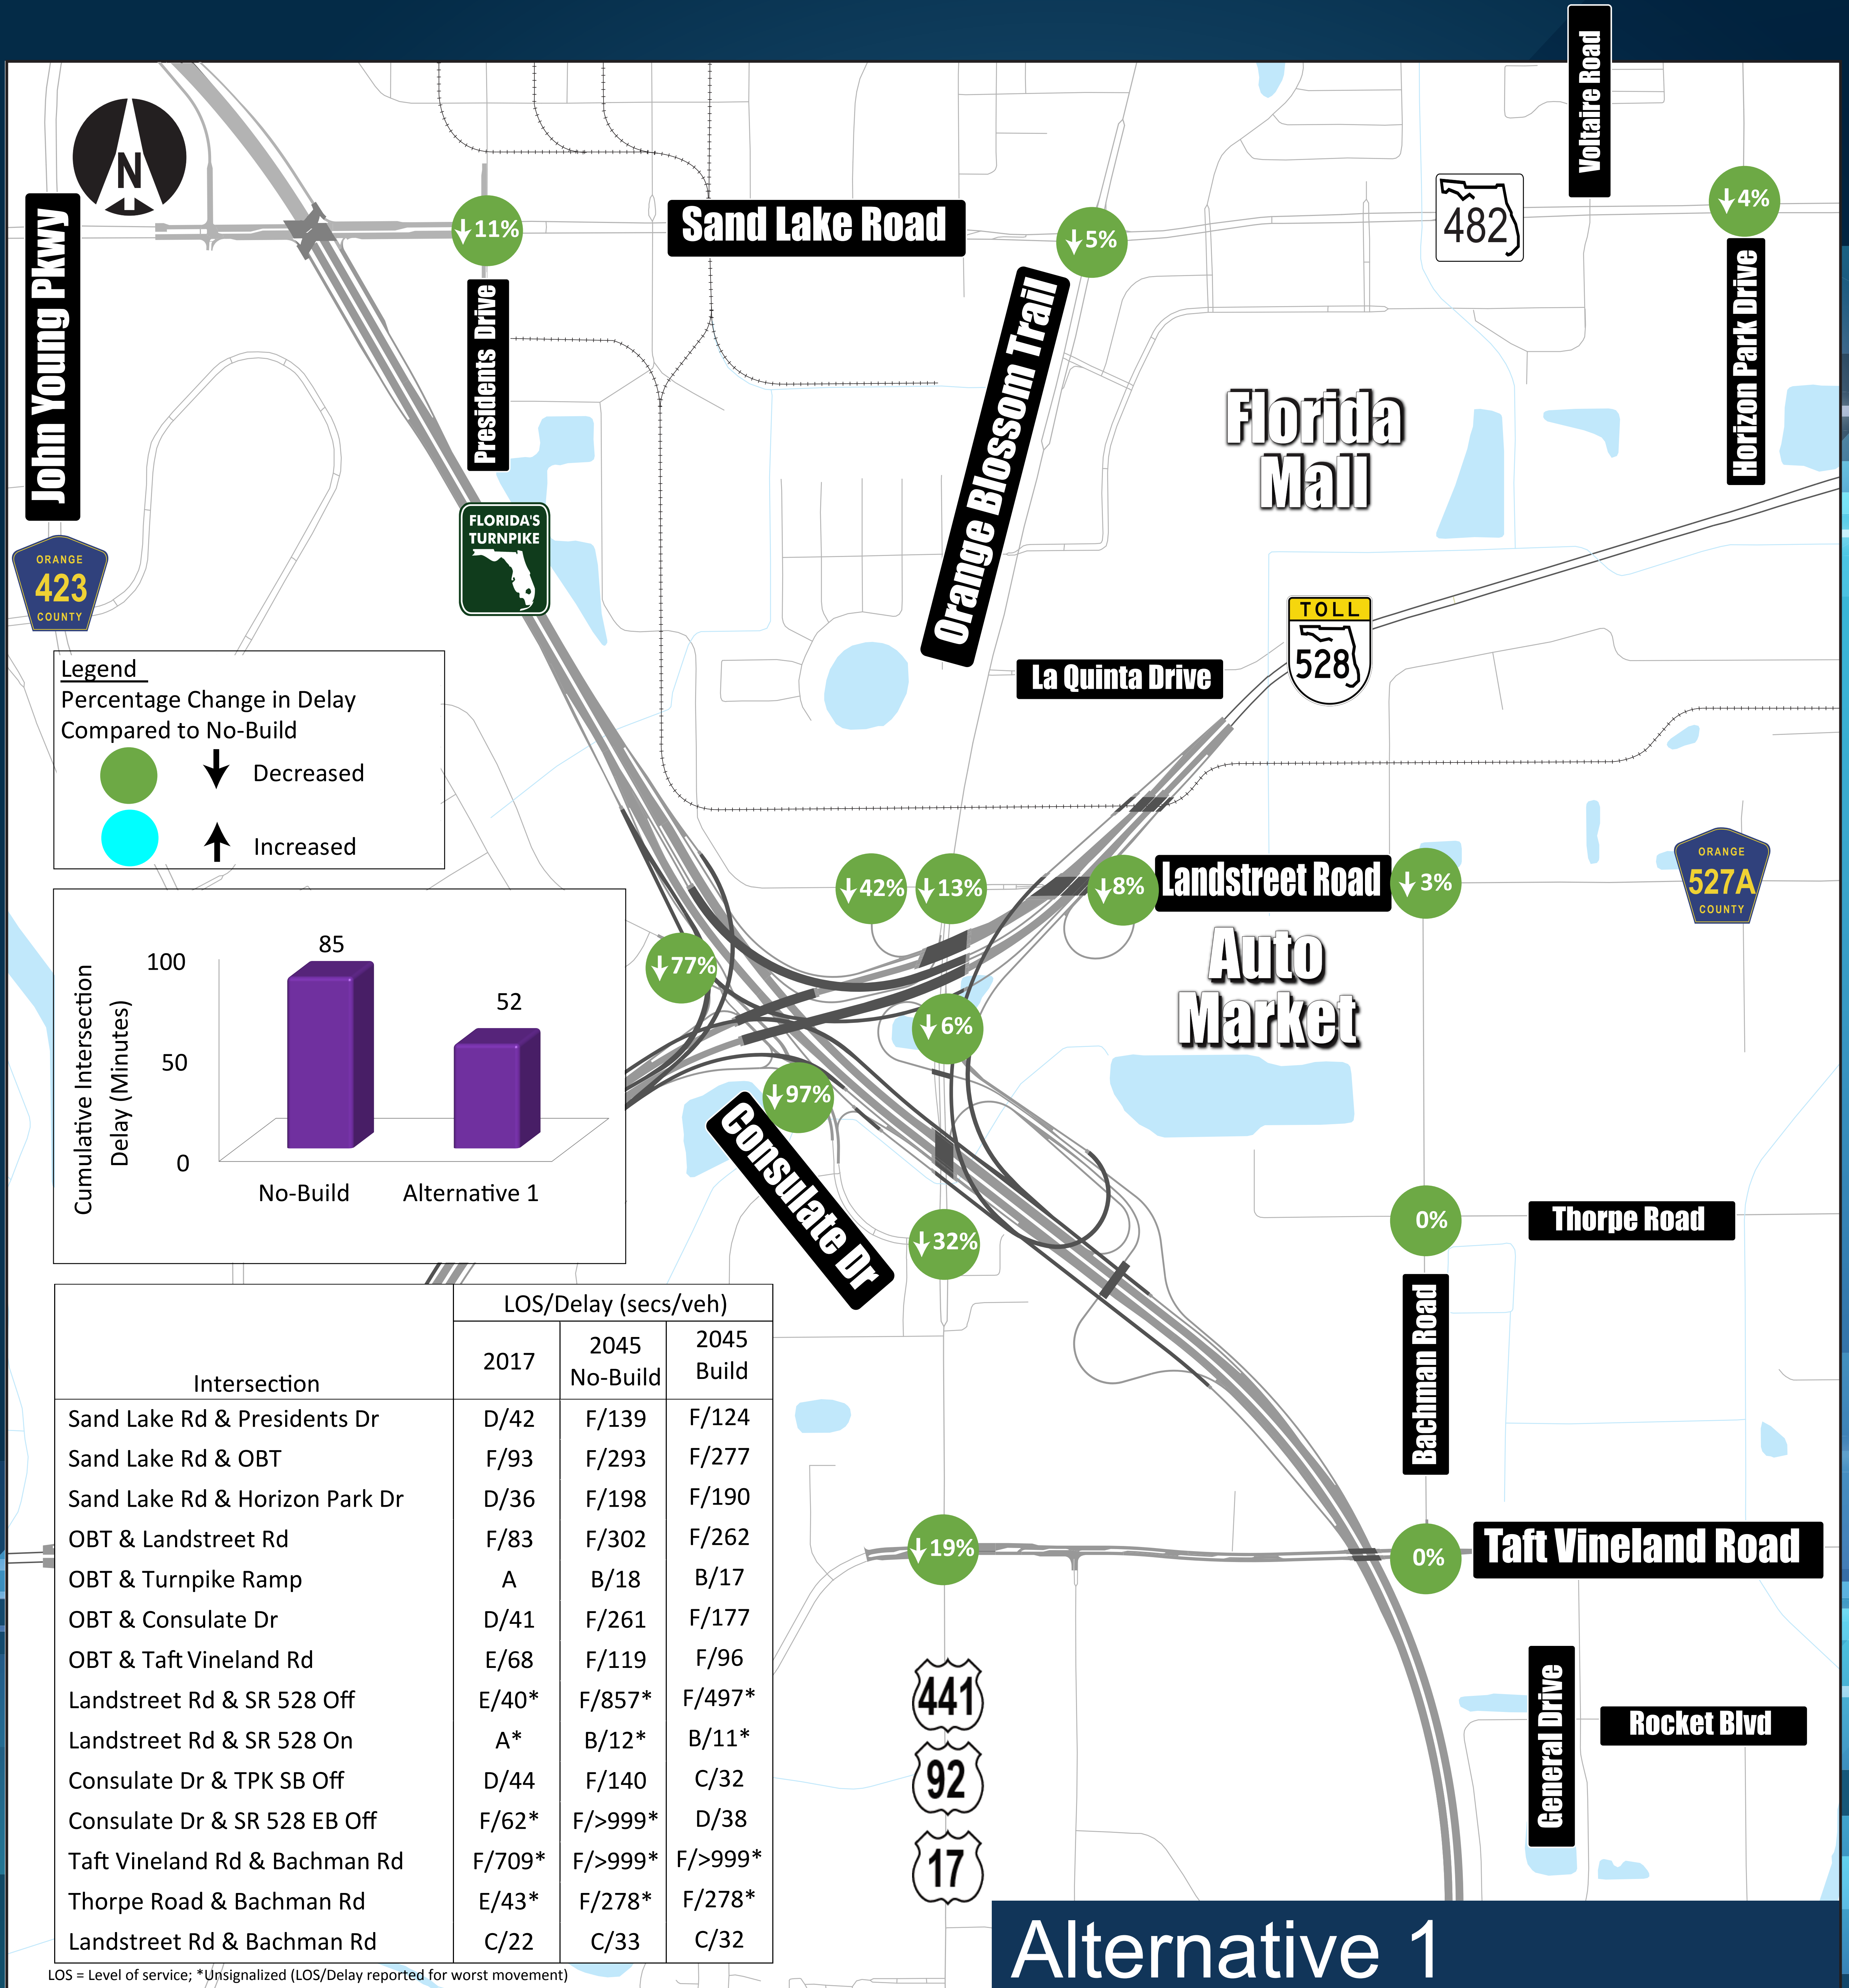 Voltaire Road
N
John Young Pkwy
↓11%
Sand Lake Road
↓5%
482
↓4%
Presidents Drive
Orange Blossom Trail
Horizon Park Drive
Florida
Mall
FLORIDA'S
TURNPIKE
ORANGE
423
COUNTY
TOLL
528
La Quinta Drive
Legend
Percentage Change in Delay
Compared to No-Build
↓ Decreased
↑ Increased
↓42%
↓13%
↓8%
Landstreet Road
↓3%
ORANGE
527A
COUNTY
Auto
Market
↓77%
↓6%
↓97%
Consulate Dr
↓32%
Cumulative Intersection
Delay (Minutes)
100
50
0
85
52
No-Build
Alternative 1
0%
Thorpe Road
Bachman Road
↓19%
0%
Taft Vineland Road
LOS/Delay (secs/veh)
Intersection 2017 2045 No-Build 2045 Build
Sand Lake Rd & Presidents Dr D/42 F/139 F/124
Sand Lake Rd & OBT F/93 F/293 F/277
Sand Lake Rd & Horizon Park Dr D/36 F/198 F/190
OBT & Landstreet Rd F/83 F/302 F/262
OBT & Turnpike Ramp A B/18 B/17
OBT & Consulate Dr D/41 F/261 F/177
OBT & Taft Vineland Rd E/68 F/119 F/96
Landstreet Rd & SR 528 Off E/40* F/857* F/497*
Landstreet Rd & SR 528 On A* B/12* B/11*
Consulate Dr & TPK SB Off D/44 F/140 C/32
Consulate Dr & SR 528 EB Off F/62* F/>999* D/38
Taft Vineland Rd & Bachman Rd F/709* F/>999* F/>999*
Thorpe Road & Bachman Rd E/43* F/278* F/278*
Landstreet Rd & Bachman Rd C/22 C/33 C/32
LOS = Level of service; *Unsignalized (LOS/Delay reported for worst movement)
441
92
17
General Drive
Rocket Blvd
Alternative 1